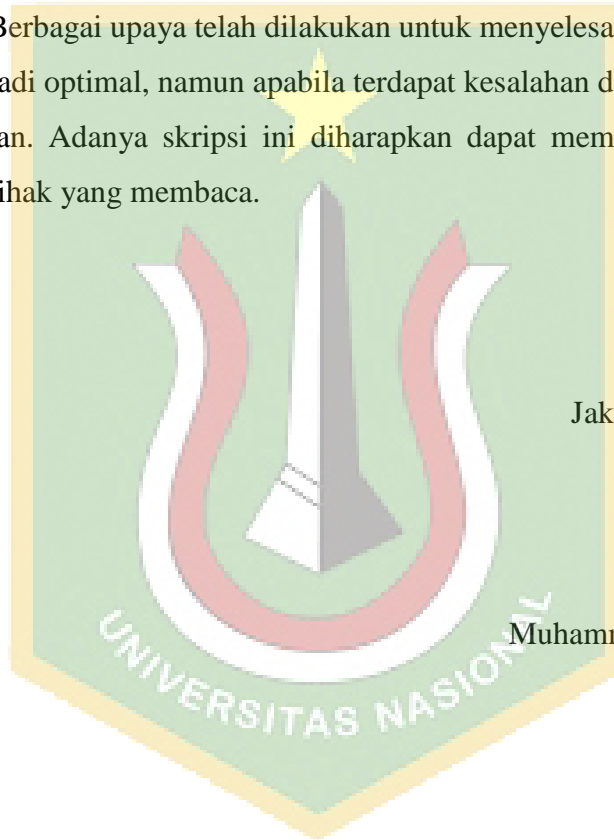 Berbagai upaya telah dilakukan untuk menyelesa
adi optimal, namun apabila terdapat kesalahan d
an. Adanya skripsi ini diharapkan dapat mem
ihak yang membaca.
Jak
Muhamm
UNIVERSITAS NASIONAL